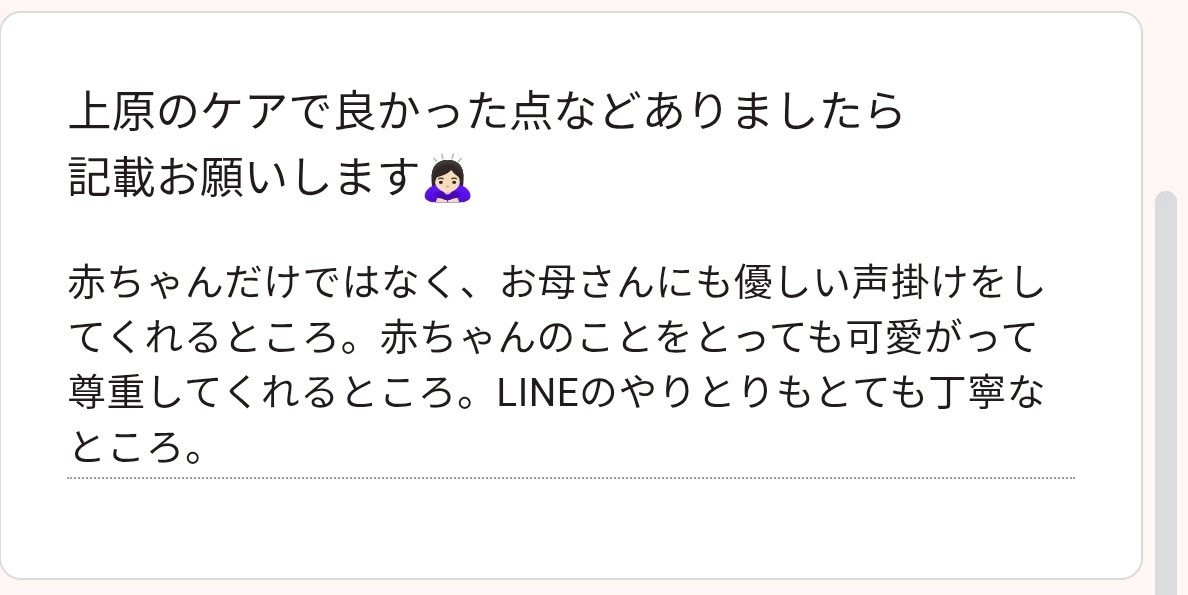 上原のケアで良かった点などありましたら
記載お願いします🙇🏻‍♀️
赤ちゃんだけではなく、お母さんにも優しい声掛けをし
てくれるところ。赤ちゃんのことをとっても可愛がって
尊重してくれるところ。LINEのやりとりもとても丁寧な
ところ。